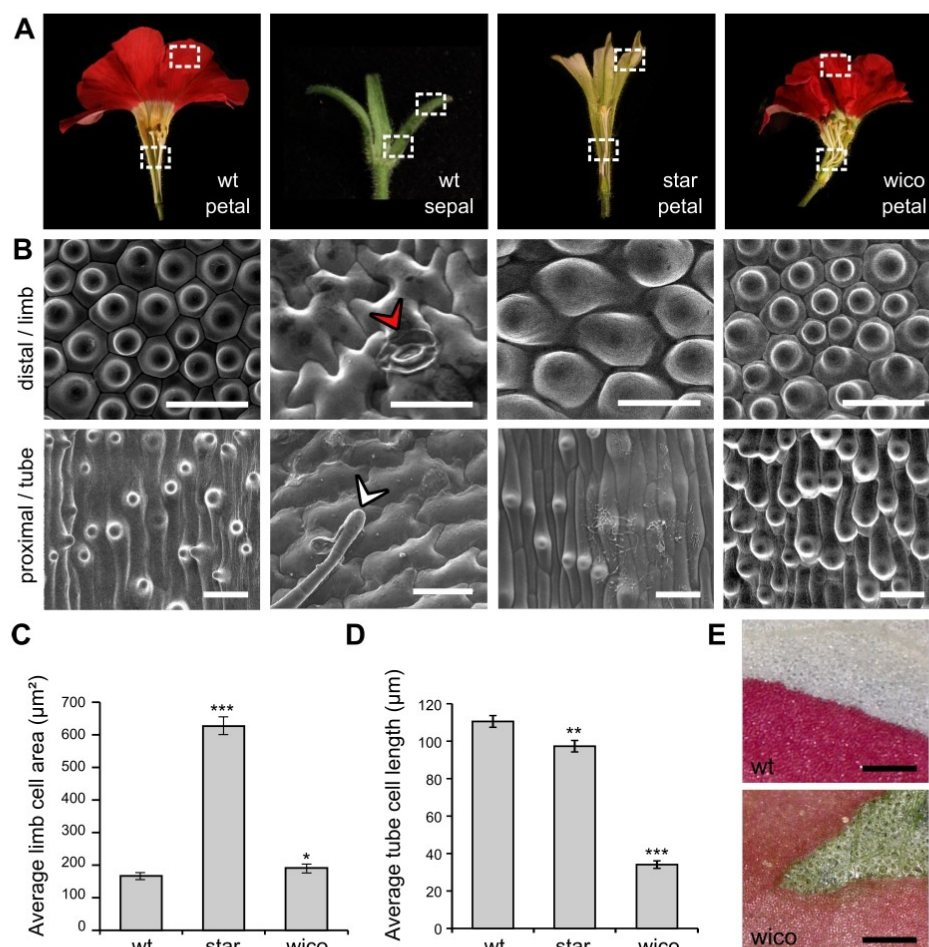 A
wt
petal
wt
sepal
star
petal
wico
petal
B
distal / limb
proximal / tube
C
Average limb cell area (µm²)
700
600
500
400
300
200
100
0
***
*
wt
star
wico
D
Average tube cell length (µm)
120
100
80
60
40
20
0
**
***
wt
star
wico
E
wt
wico